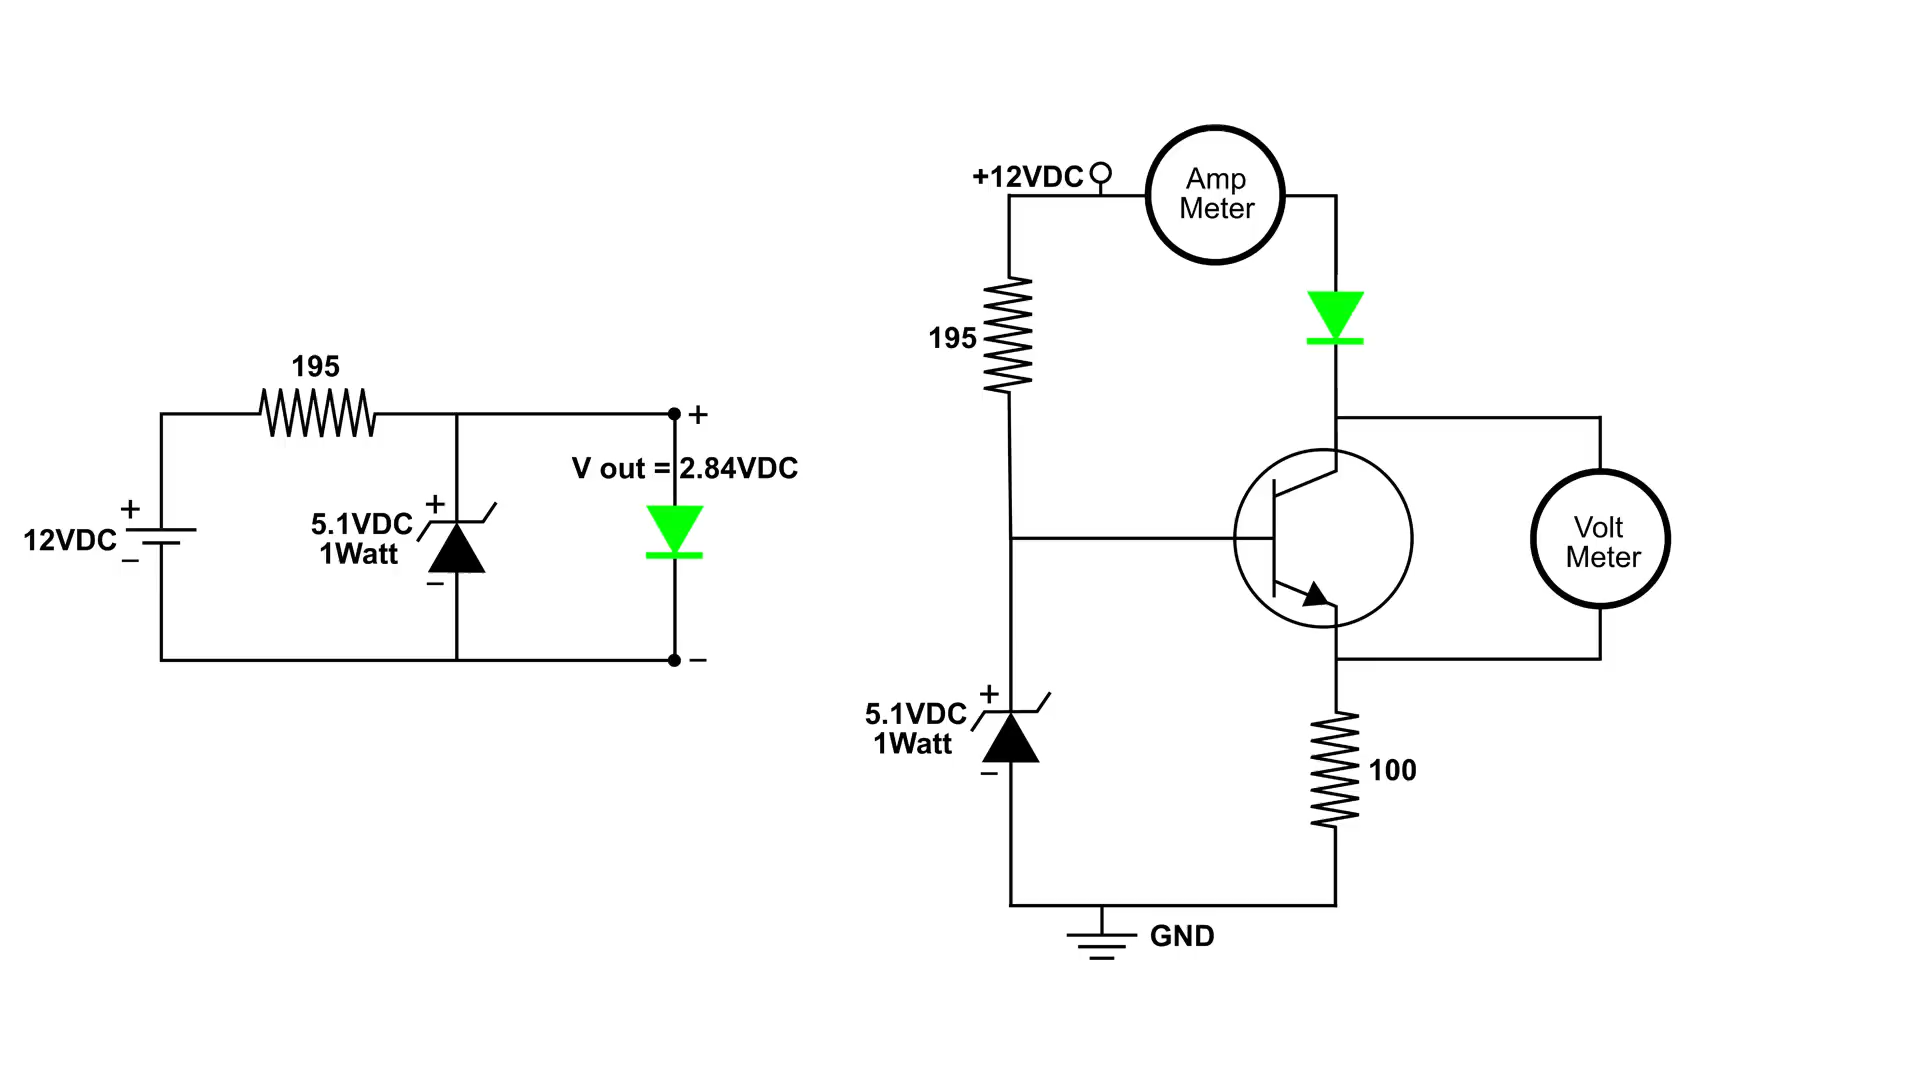 195
+
V out = 2.84VDC
+
12VDC
−
+
5.1VDC
1Watt
−
−
+12VDC
Amp
Meter
195
Volt
Meter
+
5.1VDC
1Watt
−
100
GND